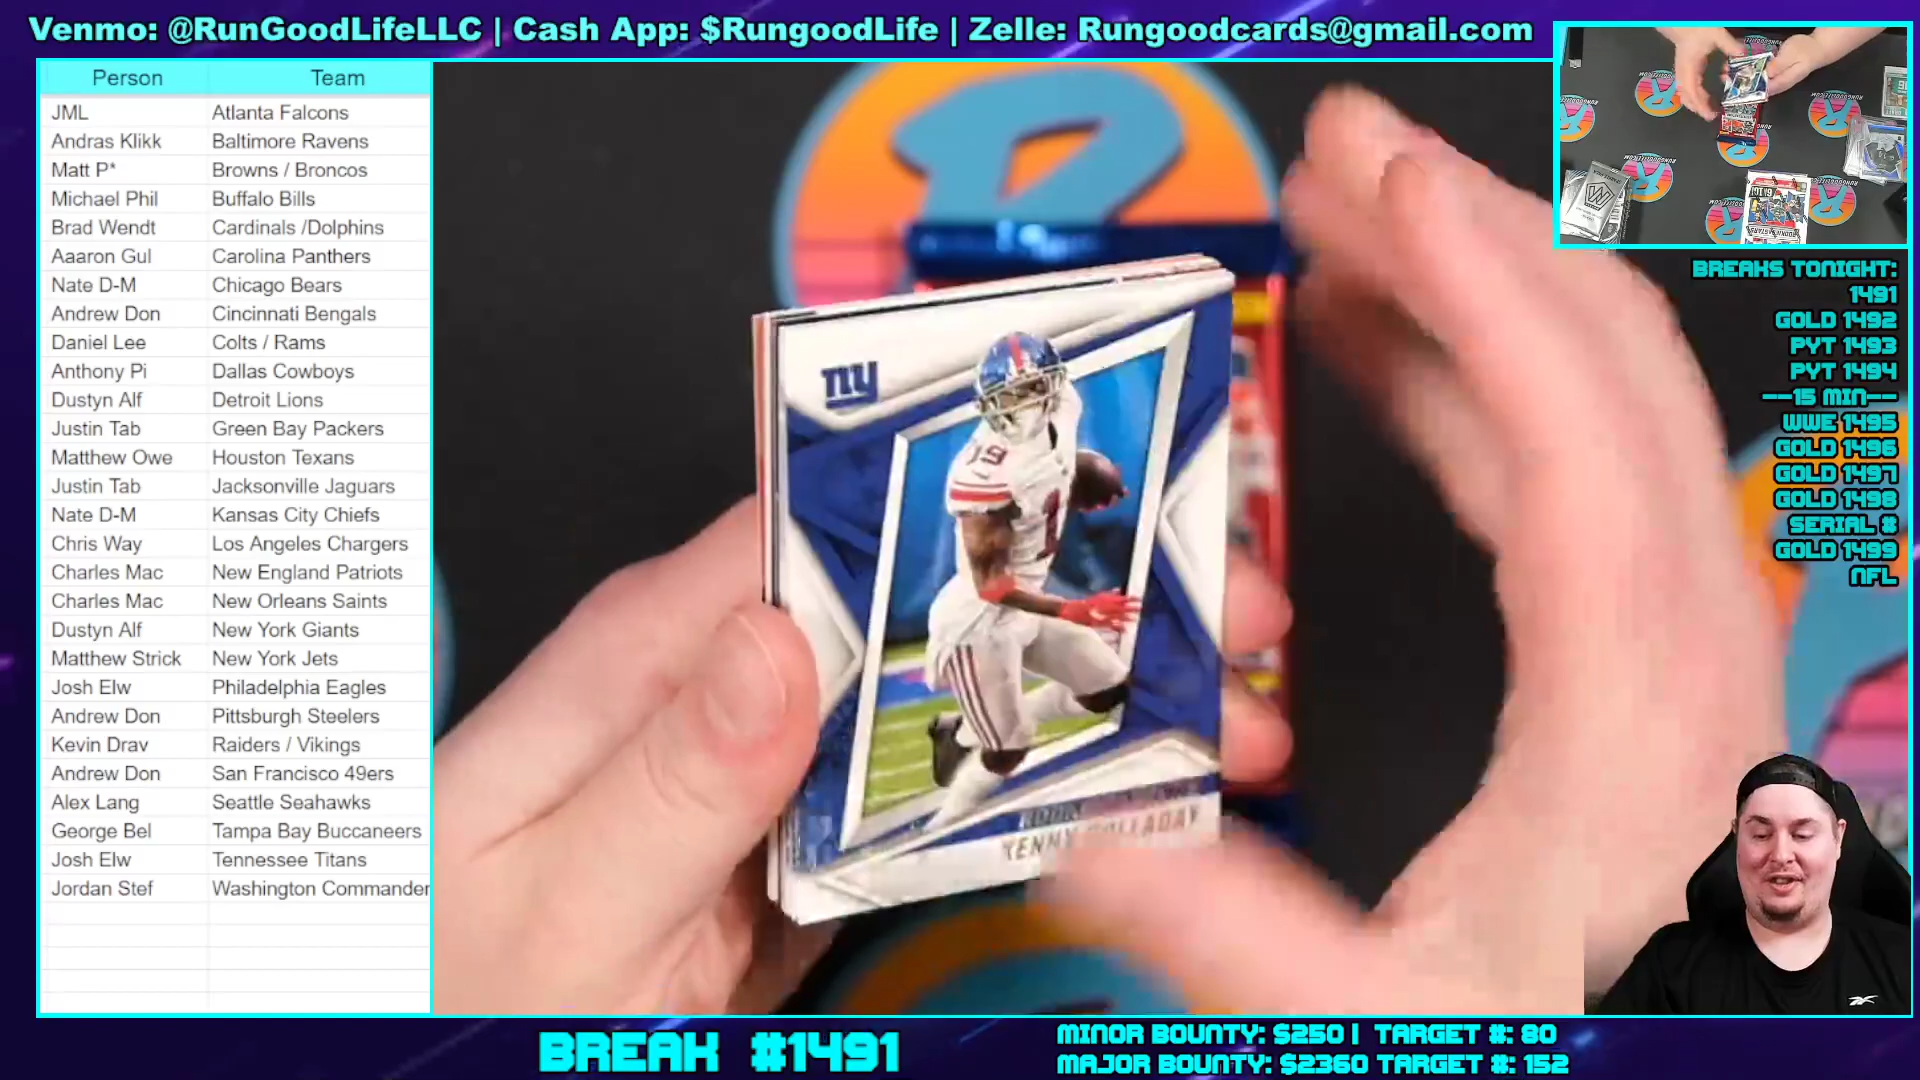 Venmo: @RunGoodLifeLLC | Cash App: $RungoodLife | Zelle: Rungoodcards@gmail.com
Person Team
JML Atlanta Falcons
Andras Klikk Baltimore Ravens
Matt P* Browns / Broncos
Michael Phil Buffalo Bills
Brad Wendt Cardinals /Dolphins
Aaaron Gul Carolina Panthers
Nate D-M Chicago Bears
Andrew Don Cincinnati Bengals
Daniel Lee Colts / Rams
Anthony Pi Dallas Cowboys
Dustyn Alf Detroit Lions
Justin Tab Green Bay Packers
Matthew Owe Houston Texans
Justin Tab Jacksonville Jaguars
Nate D-M Kansas City Chiefs
Chris Way Los Angeles Chargers
Charles Mac New England Patriots
Charles Mac New Orleans Saints
Dustyn Alf New York Giants
Matthew Strick New York Jets
Josh Elw Philadelphia Eagles
Andrew Don Pittsburgh Steelers
Kevin Drav Raiders / Vikings
Andrew Don San Francisco 49ers
Alex Lang Seattle Seahawks
George Bel Tampa Bay Buccaneers
Josh Elw Tennessee Titans
Jordan Stef Washington Commander
ny
19
KENNY GOLLADAY
BREAKS TONIGHT:
1491
GOLD 1492
PYT 1493
PYT 1494
--15 MIN--
WWE 1495
GOLD 1496
GOLD 1497
GOLD 1498
SERIAL #
GOLD 1499
NFL
BREAK #1491
MINOR BOUNTY: $250 | TARGET #: 80
MAJOR BOUNTY: $2360 TARGET #: 152